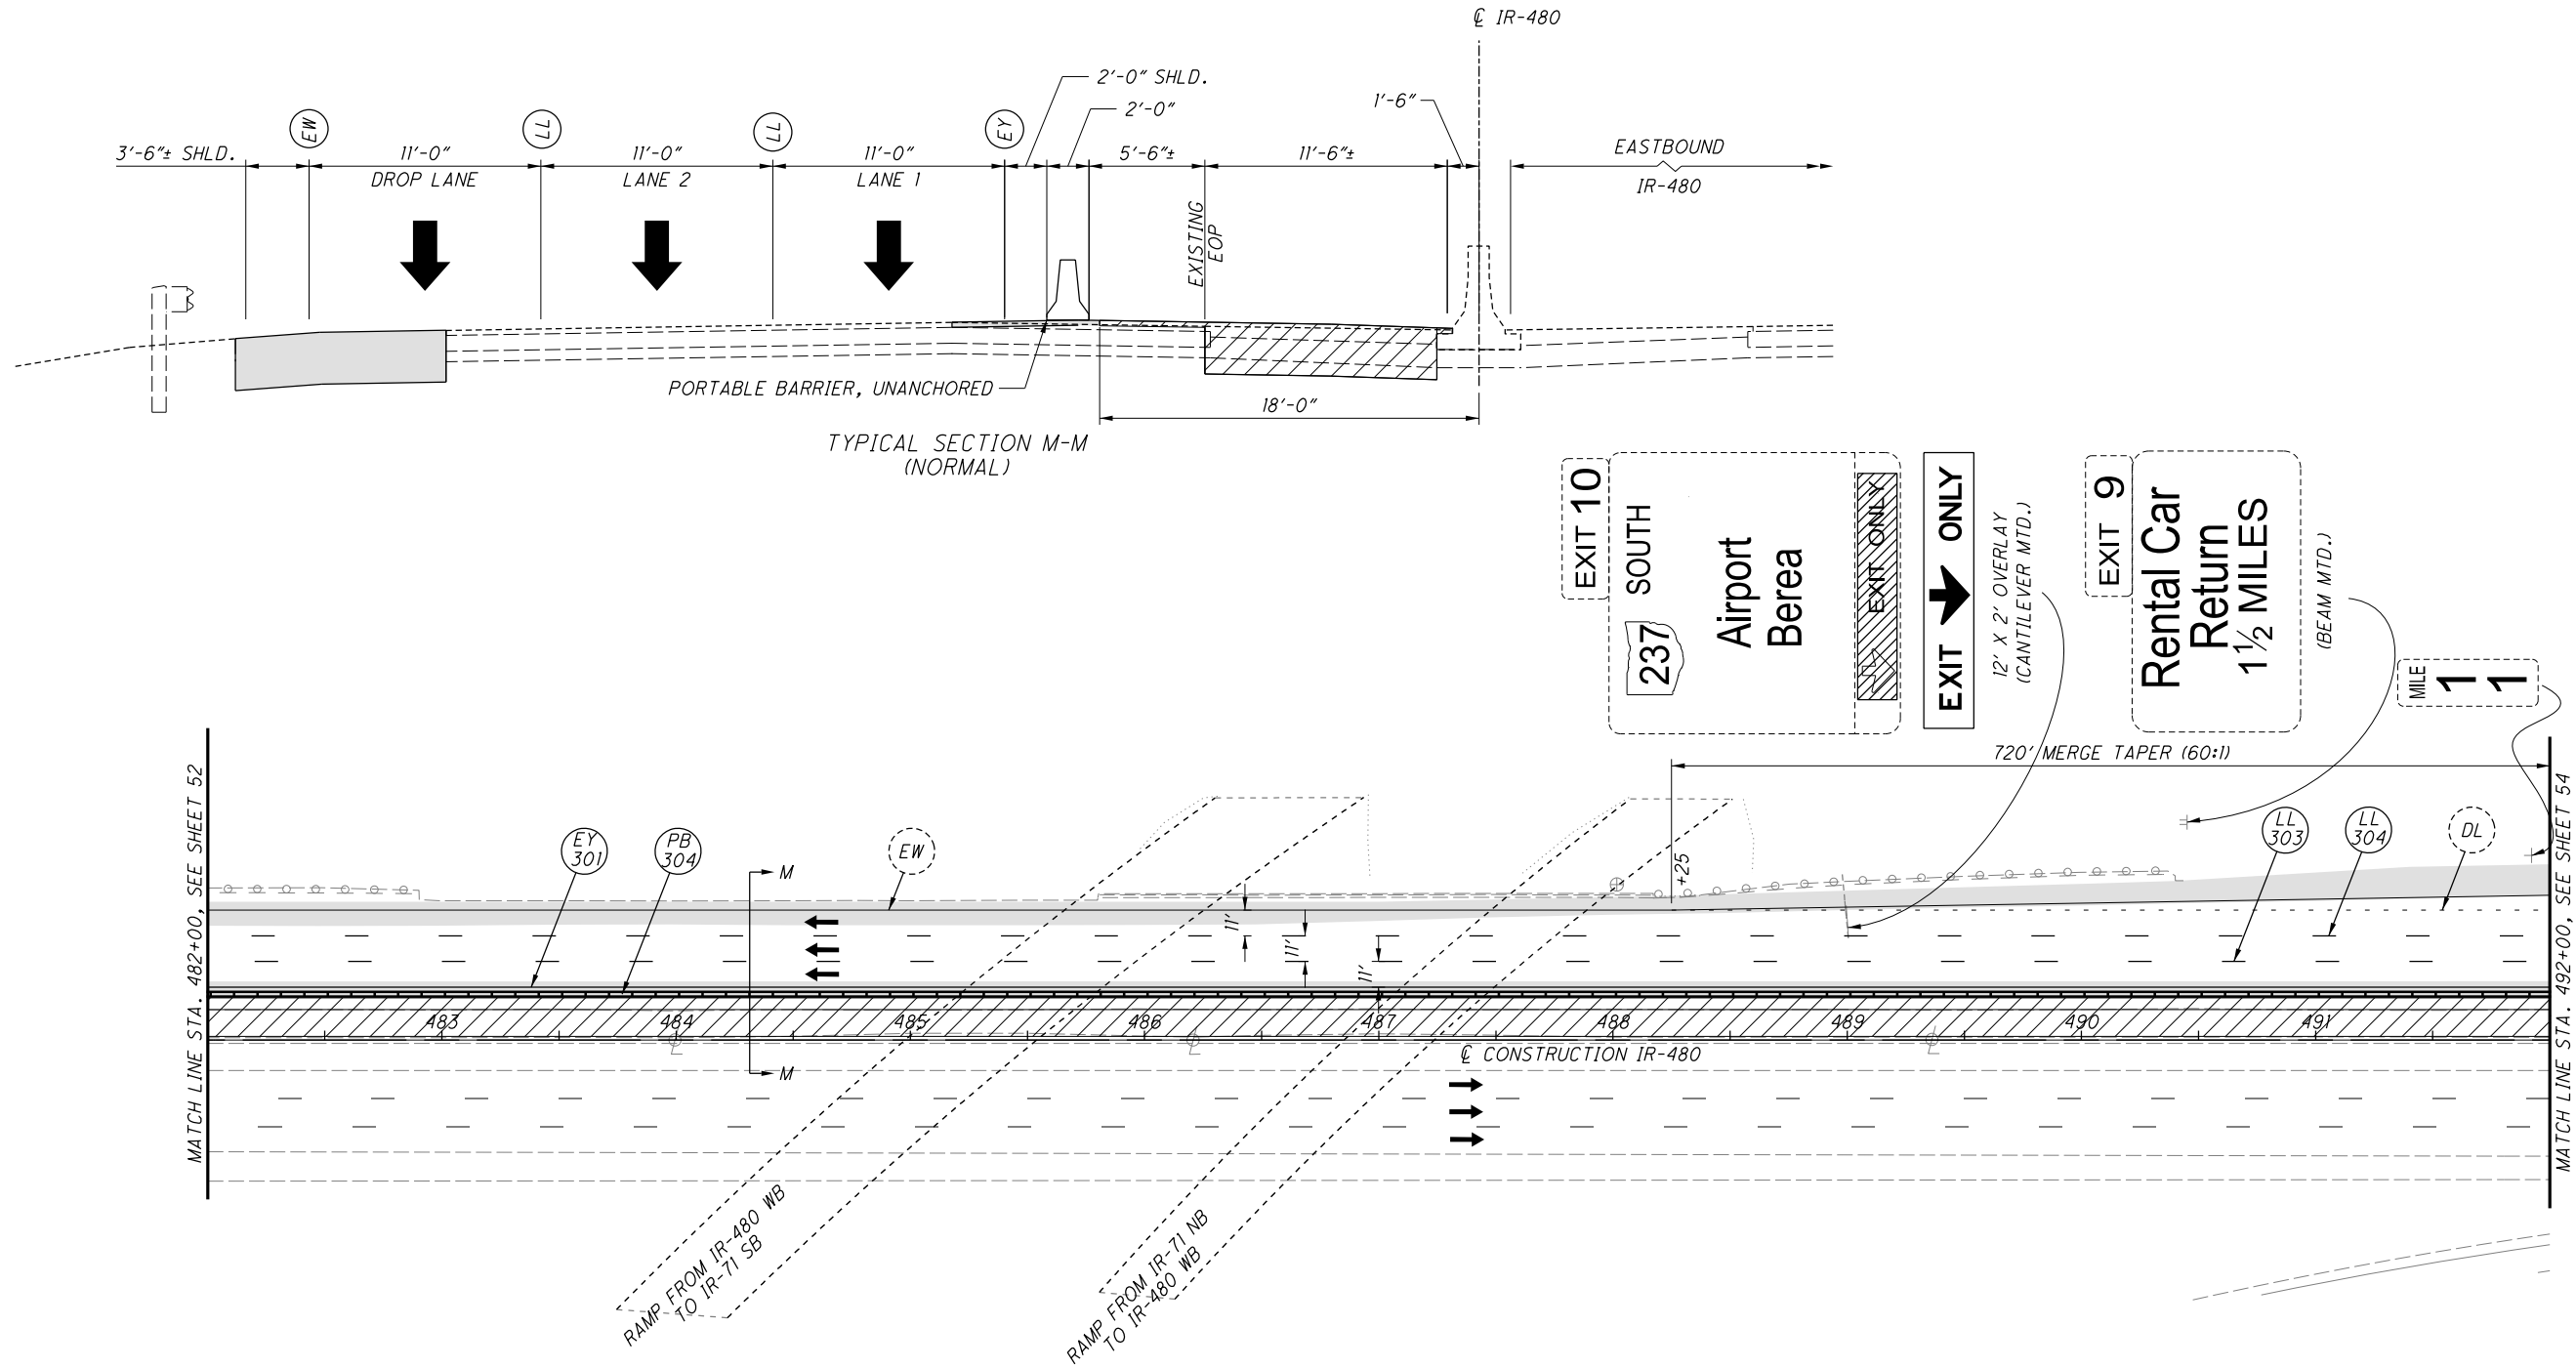 ℄ IR-480
2'-0" SHLD.
2'-0"
1'-6"
EW
LL
LL
EY
3'-6"± SHLD.
11'-0"
11'-0"
11'-0"
5'-6"±
11'-6"±
EASTBOUND
IR-480
DROP LANE
LANE 2
LANE 1
EXISTING
EOP
PORTABLE BARRIER, UNANCHORED
18'-0"
TYPICAL SECTION M-M
(NORMAL)
EXIT 10
SOUTH
237
Airport
Berea
EXIT ONLY
EXIT ONLY
12' X 2' OVERLAY
(CANTILEVER MTD.)
EXIT 9
Rental Car
Return
1½ MILES
(BEAM MTD.)
MILE
1
1
720' MERGE TAPER (60:1)
MATCH LINE STA. 482+00, SEE SHEET 52
EY
301
PB
304
M
EW
+25
LL
303
LL
304
DL
11'
11'
11'
483
484
485
486
487
488
489
490
491
℄
℄
℄
℄ CONSTRUCTION IR-480
M
RAMP FROM IR-480 WB
TO IR-71 SB
RAMP FROM IR-71 NB
TO IR-480 WB
MATCH LINE STA. 492+00, SEE SHEET 54